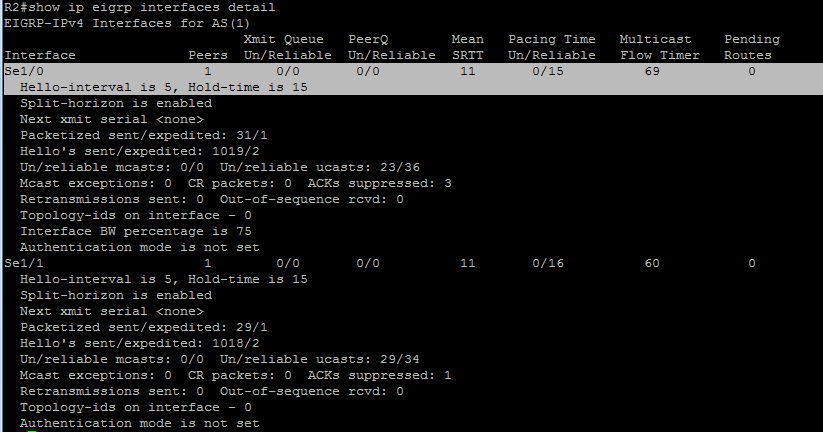 R2#show ip eigrp interfaces detail
EIGRP-IPv4 Interfaces for AS(1)
Xmit Queue PeerQ Mean Pacing Time Multicast Pending
Interface Peers Un/Reliable Un/Reliable SRTT Un/Reliable Flow Timer Routes
Se1/0 1 0/0 0/0 11 0/15 69 0
Hello-interval is 5, Hold-time is 15
Split-horizon is enabled
Next xmit serial <none>
Packetized sent/expedited: 31/1
Hello's sent/expedited: 1019/2
Un/reliable mcasts: 0/0 Un/reliable ucasts: 23/36
Mcast exceptions: 0 CR packets: 0 ACKs suppressed: 3
Retransmissions sent: 0 Out-of-sequence rcvd: 0
Topology-ids on interface - 0
Interface BW percentage is 75
Authentication mode is not set
Se1/1 1 0/0 0/0 11 0/16 60 0
Hello-interval is 5, Hold-time is 15
Split-horizon is enabled
Next xmit serial <none>
Packetized sent/expedited: 29/1
Hello's sent/expedited: 1018/2
Un/reliable mcasts: 0/0 Un/reliable ucasts: 29/34
Mcast exceptions: 0 CR packets: 0 ACKs suppressed: 1
Retransmissions sent: 0 Out-of-sequence rcvd: 0
Topology-ids on interface - 0
Authentication mode is not set